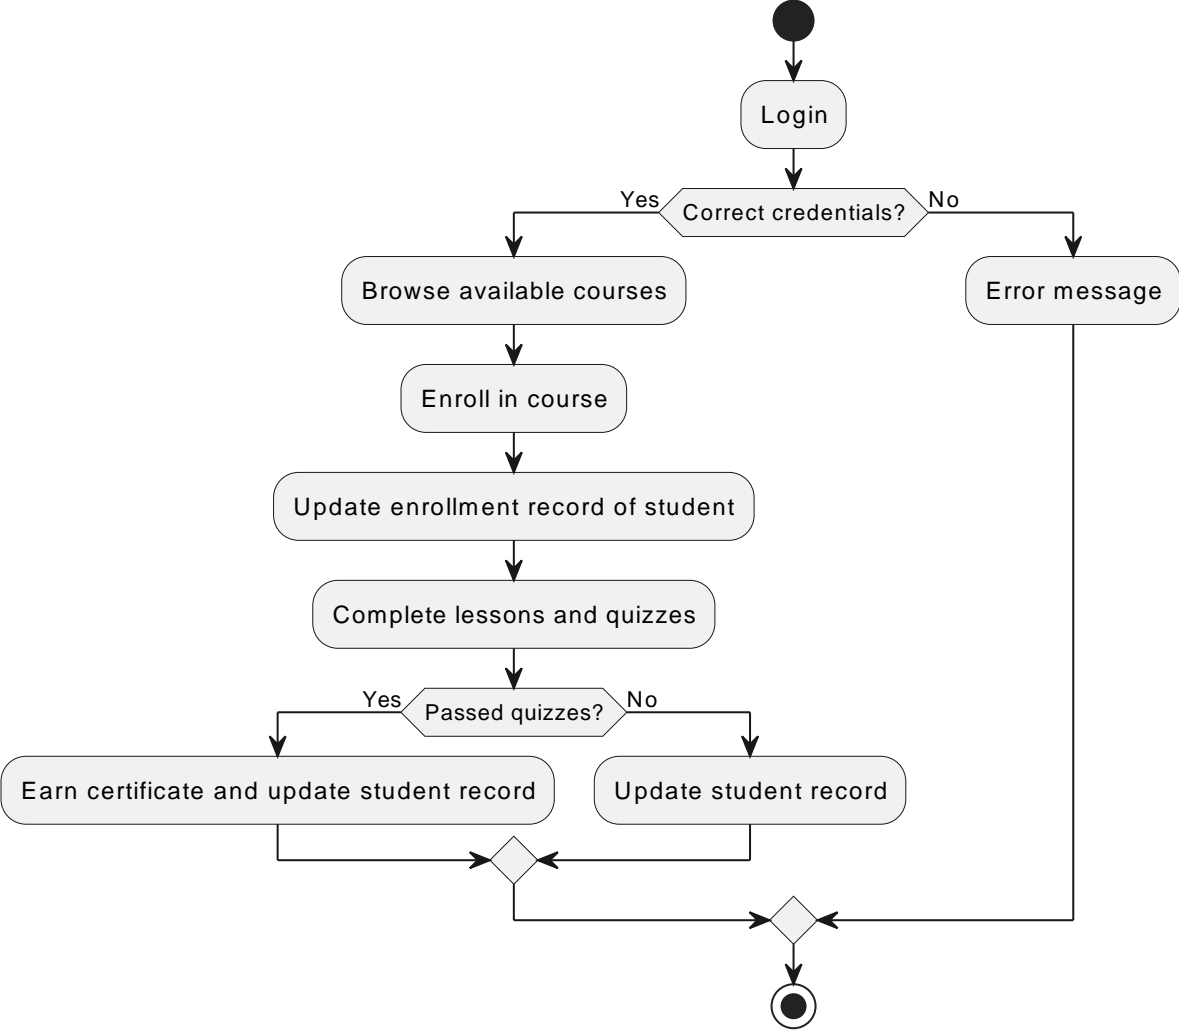 Login
Yes
Correct credentials?
No
Browse available courses
Error message
Enroll in course
Update enrollment record of student
Complete lessons and quizzes
Yes
Passed quizzes?
No
Earn certificate and update student record
Update student record